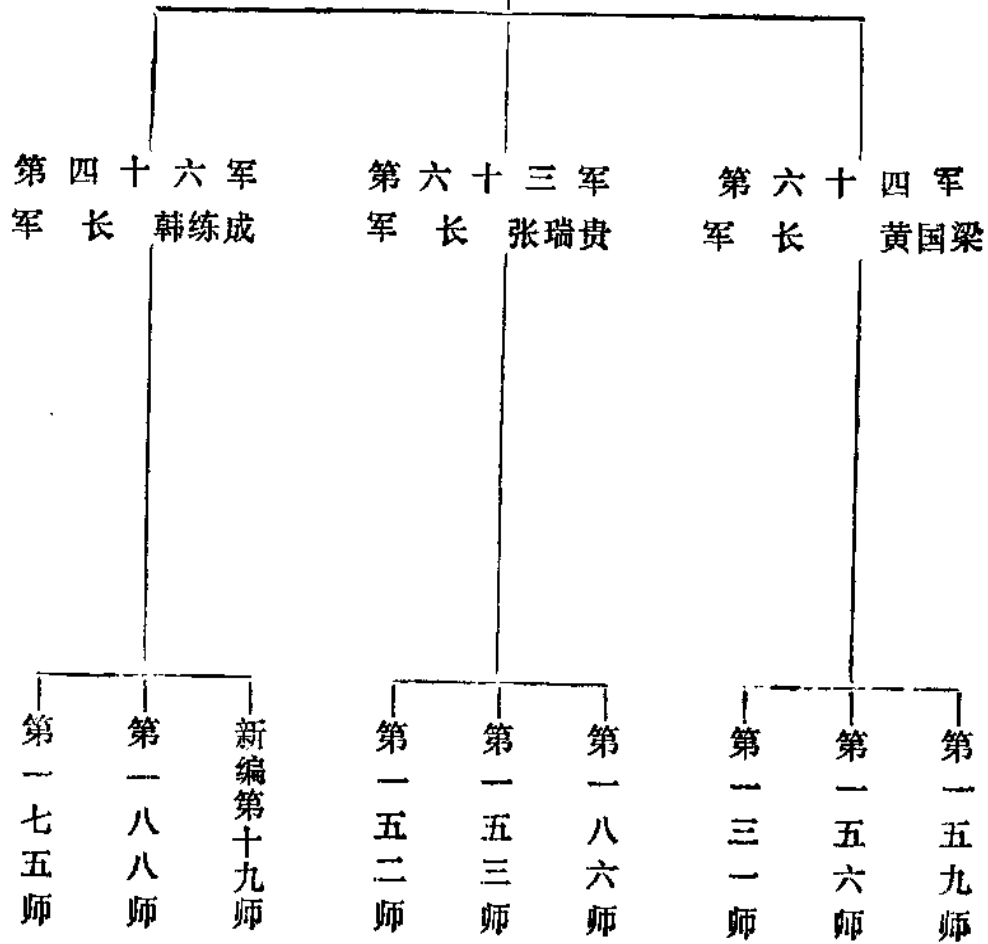 第四十六军
军长 韩练成
第六十三军
军长 张瑞贵
第六十四军
军长 黄国梁
第一七五师
第一八八师
新编第十九师
第一五二师
第一五三师
第一八六师
第一三一师
第一五六师
第一五九师